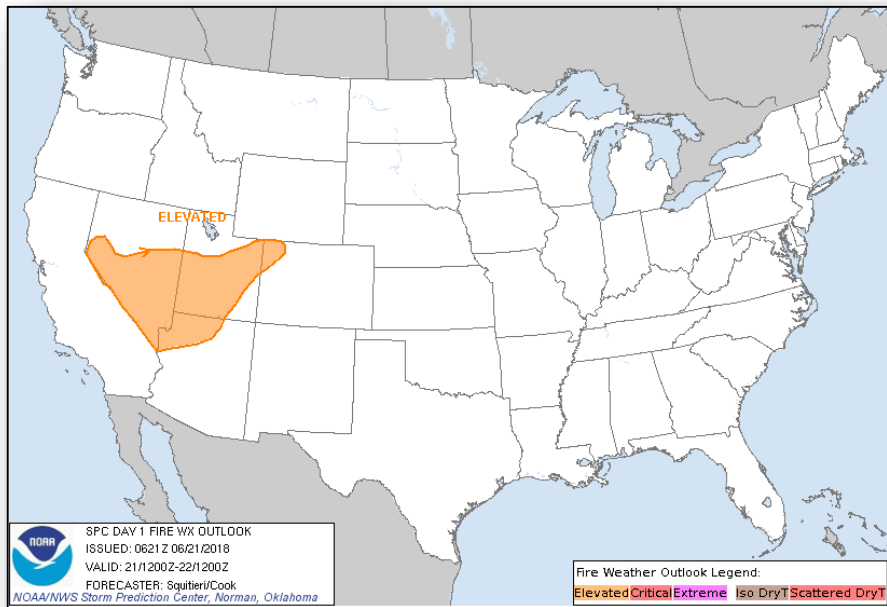 ELEVATED
NOAA
SPC DAY 1 FIRE WX OUTLOOK
ISSUED: 0621Z 06/21/2018
VALID: 21/1200Z-22/1200Z
FORECASTER: Squitieri/Cook
NOAA/NWS Storm Prediction Center, Norman, Oklahoma
Fire Weather Outlook Legend:
Elevated Critical Extreme Iso DryT Scattered DryT